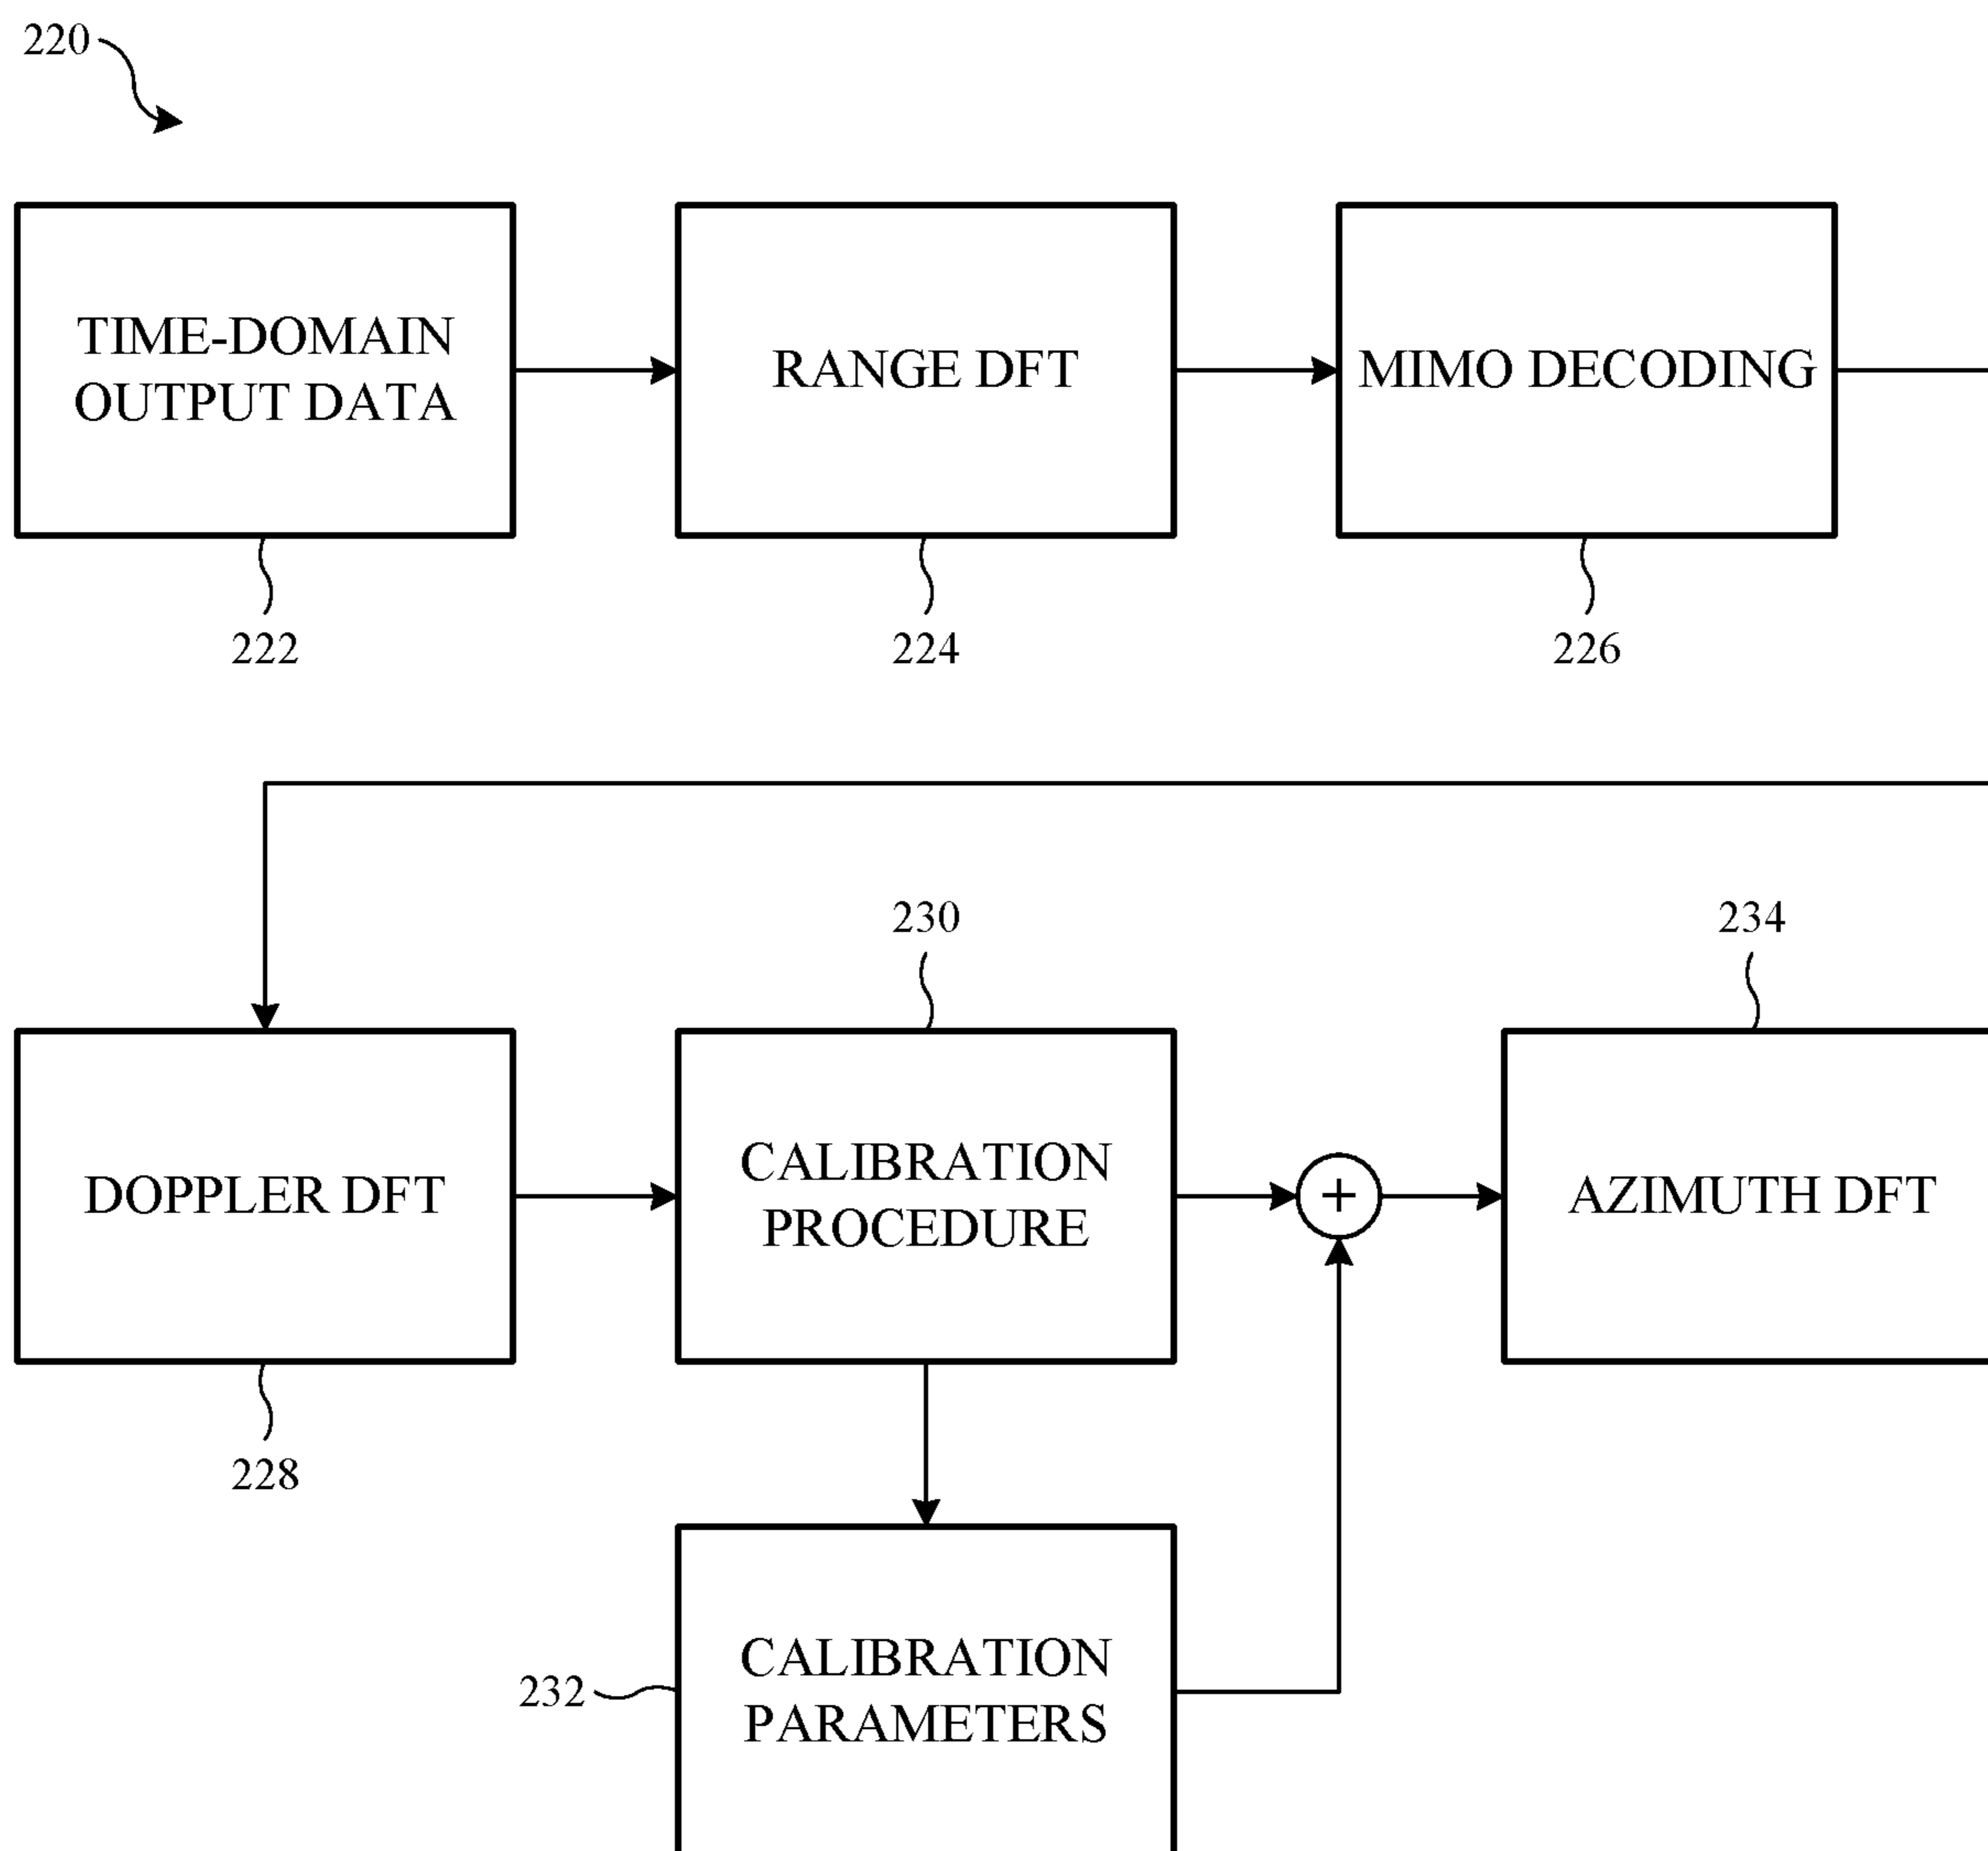 220
TIME-DOMAIN
OUTPUT DATA
RANGE DFT
MIMO DECODING
222
224
226
230
234
DOPPLER DFT
CALIBRATION
PROCEDURE
+
AZIMUTH DFT
228
232
CALIBRATION
PARAMETERS